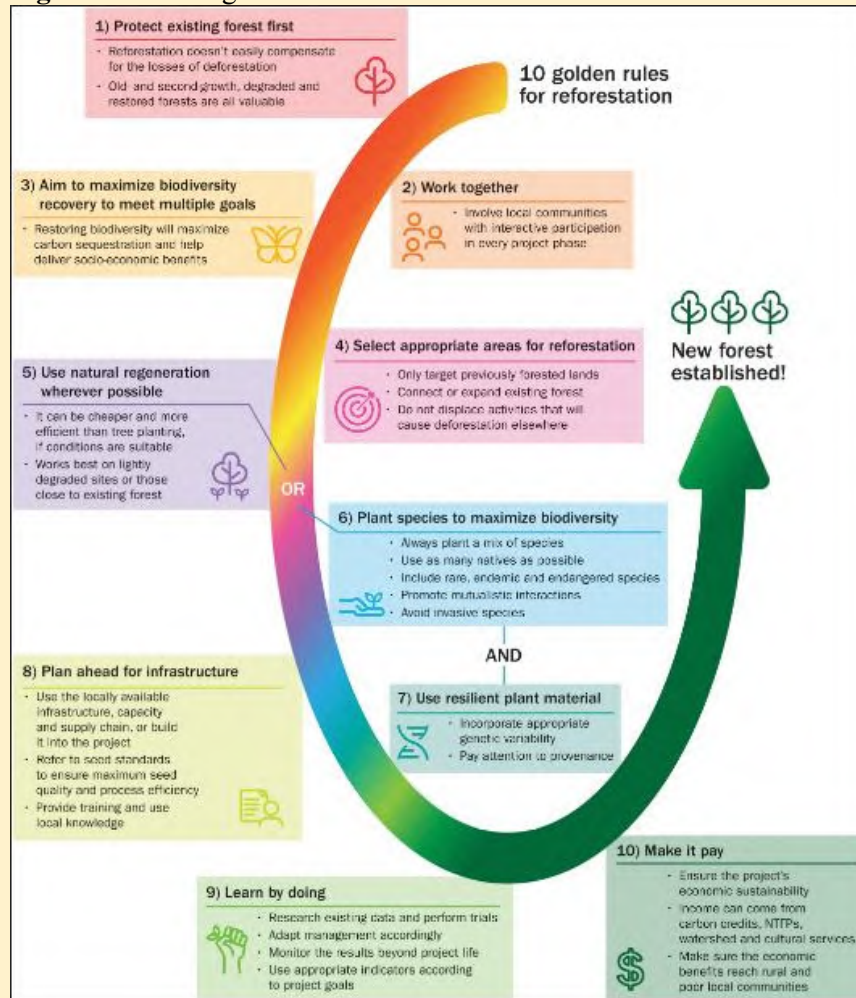 1) Protect existing forest first
• Reforestation doesn't easily compensate
for the losses of deforestation
• Old- and second-growth, degraded and
restored forests are all valuable
10 golden rules
for reforestation
2) Work together
• Involve local communities
with interactive participation
in every project phase
3) Aim to maximize biodiversity
recovery to meet multiple goals
• Restoring biodiversity will maximize
carbon sequestration and help
deliver socio-economic benefits
4) Select appropriate areas for reforestation
• Only target previously forested lands
• Connect or expand existing forest
• Do not displace activities that will
cause deforestation elsewhere
5) Use natural regeneration
wherever possible
• It can be cheaper and more
efficient than tree planting,
if conditions are suitable
• Works best on lightly
degraded sites or those
close to existing forest
OR
6) Plant species to maximize biodiversity
• Always plant a mix of species
• Use as many natives as possible
• Include rare, endemic and endangered species
• Promote mutualistic interactions
• Avoid invasive species
AND
7) Use resilient plant material
• Incorporate appropriate
genetic variability
• Pay attention to provenance
8) Plan ahead for infrastructure
• Use the locally available
infrastructure, capacity
and supply chain, or build
it into the project
• Refer to seed standards
to ensure maximum seed
quality and process efficiency
• Provide training and use
local knowledge
9) Learn by doing
• Research existing data and perform trials
• Adapt management accordingly
• Monitor the results beyond project life
• Use appropriate indicators according
to project goals
10) Make it pay
• Ensure the project's
economic sustainability
• Income can come from
carbon credits, NTFPs,
watershed and cultural services
• Make sure the economic
benefits reach rural and
poor local communities
$
New forest
established!